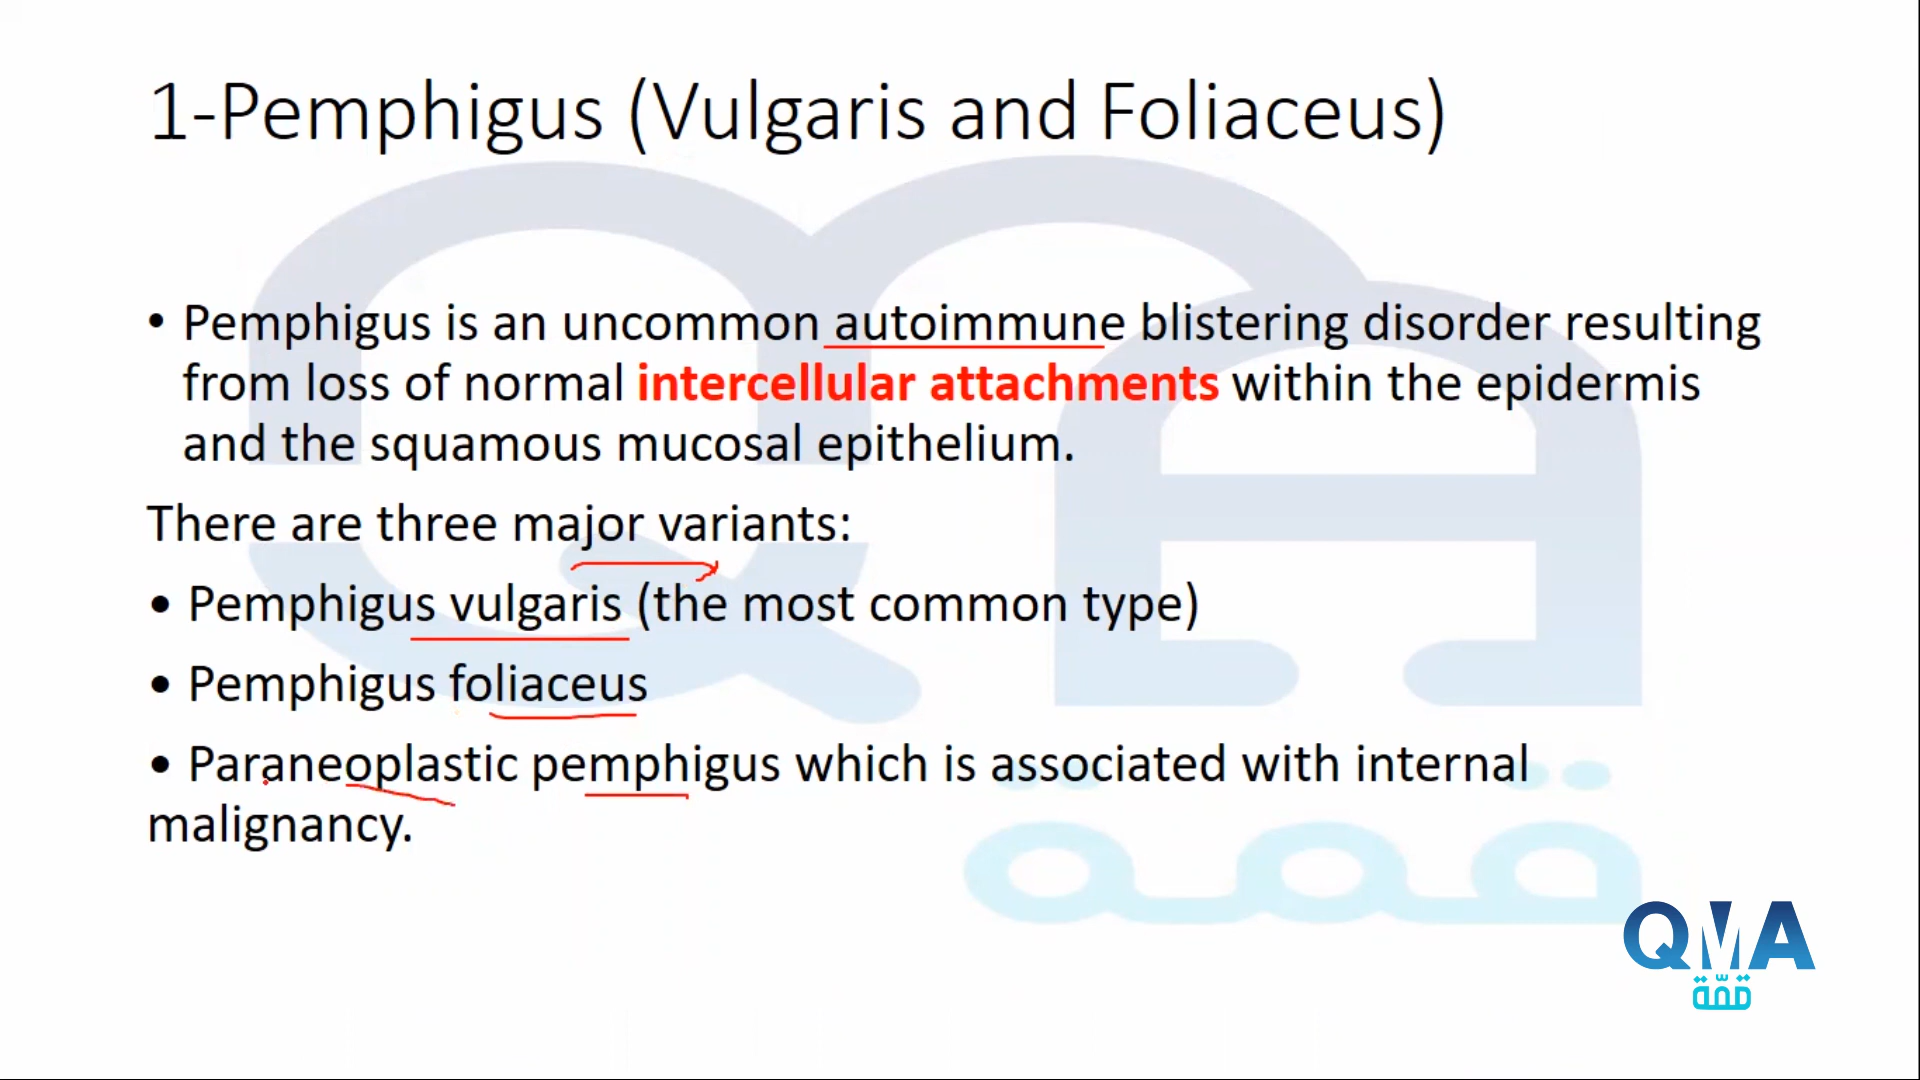 1-Pemphigus (Vulgaris and Foliaceus)
• Pemphigus is an uncommon autoimmune blistering disorder resulting
from loss of normal intercellular attachments within the epidermis
and the squamous mucosal epithelium.
There are three major variants:
• Pemphigus vulgaris (the most common type)
• Pemphigus foliaceus
• Paraneoplastic pemphigus which is associated with internal
malignancy.
QMA
قمة
QMA
قمّة